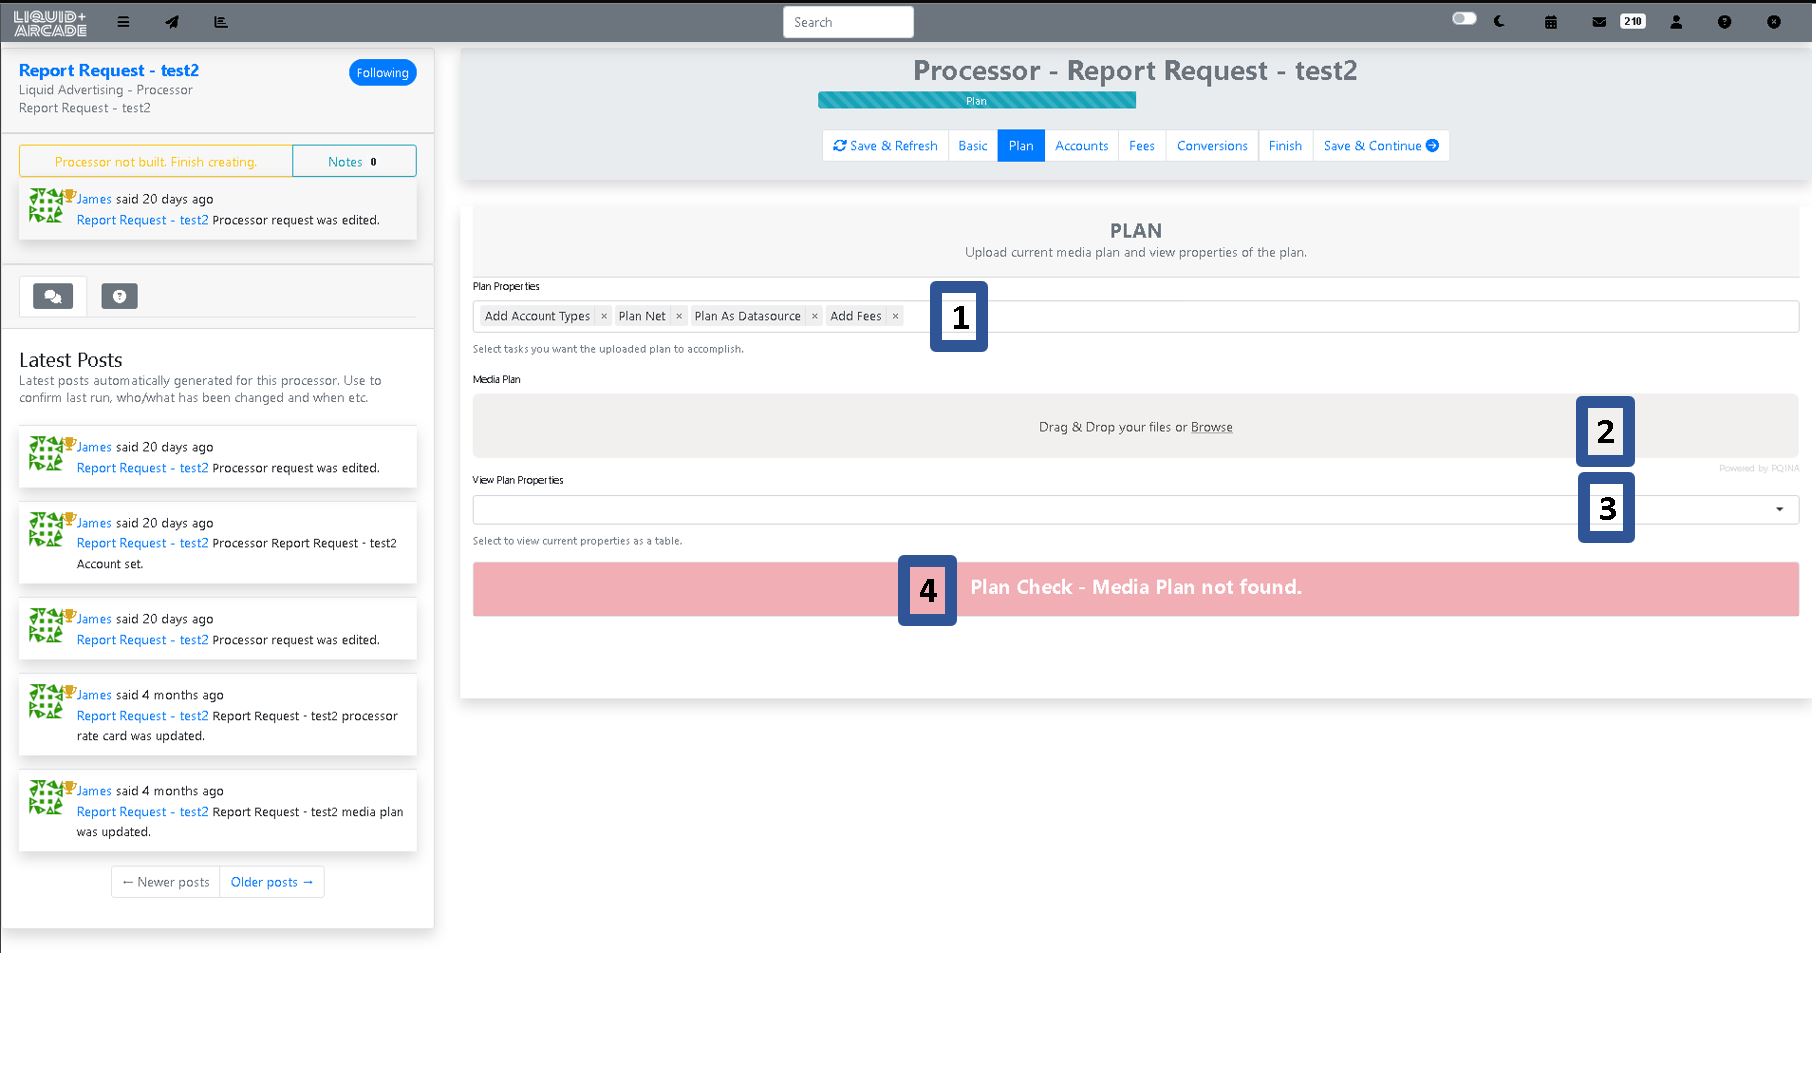 LIQUID+
ARCADE
Search
210
Report Request - test2
Following
Liquid Advertising - Processor
Report Request - test2
Processor not built. Finish creating.
Notes 0
James said 20 days ago
Report Request - test2 Processor request was edited.
Latest Posts
Latest posts automatically generated for this processor. Use to
confirm last run, who/what has been changed and when etc.
James said 20 days ago
Report Request - test2 Processor request was edited.
James said 20 days ago
Report Request - test2 Processor Report Request - test2
Account set.
James said 20 days ago
Report Request - test2 Processor request was edited.
James said 4 months ago
Report Request - test2 Report Request - test2 processor
rate card was updated.
James said 4 months ago
Report Request - test2 Report Request - test2 media plan
was updated.
← Newer posts
Older posts →
Processor - Report Request - test2
Plan
Save & Refresh
Basic
Plan
Accounts
Fees
Conversions
Finish
Save & Continue
PLAN
Upload current media plan and view properties of the plan.
Plan Properties
Add Account Types × Plan Net × Plan As Datasource × Add Fees ×
1
Select tasks you want the uploaded plan to accomplish.
Media Plan
Drag & Drop your files or Browse
2
Powered by PQINA
View Plan Properties
3
Select to view current properties as a table.
4
Plan Check - Media Plan not found.